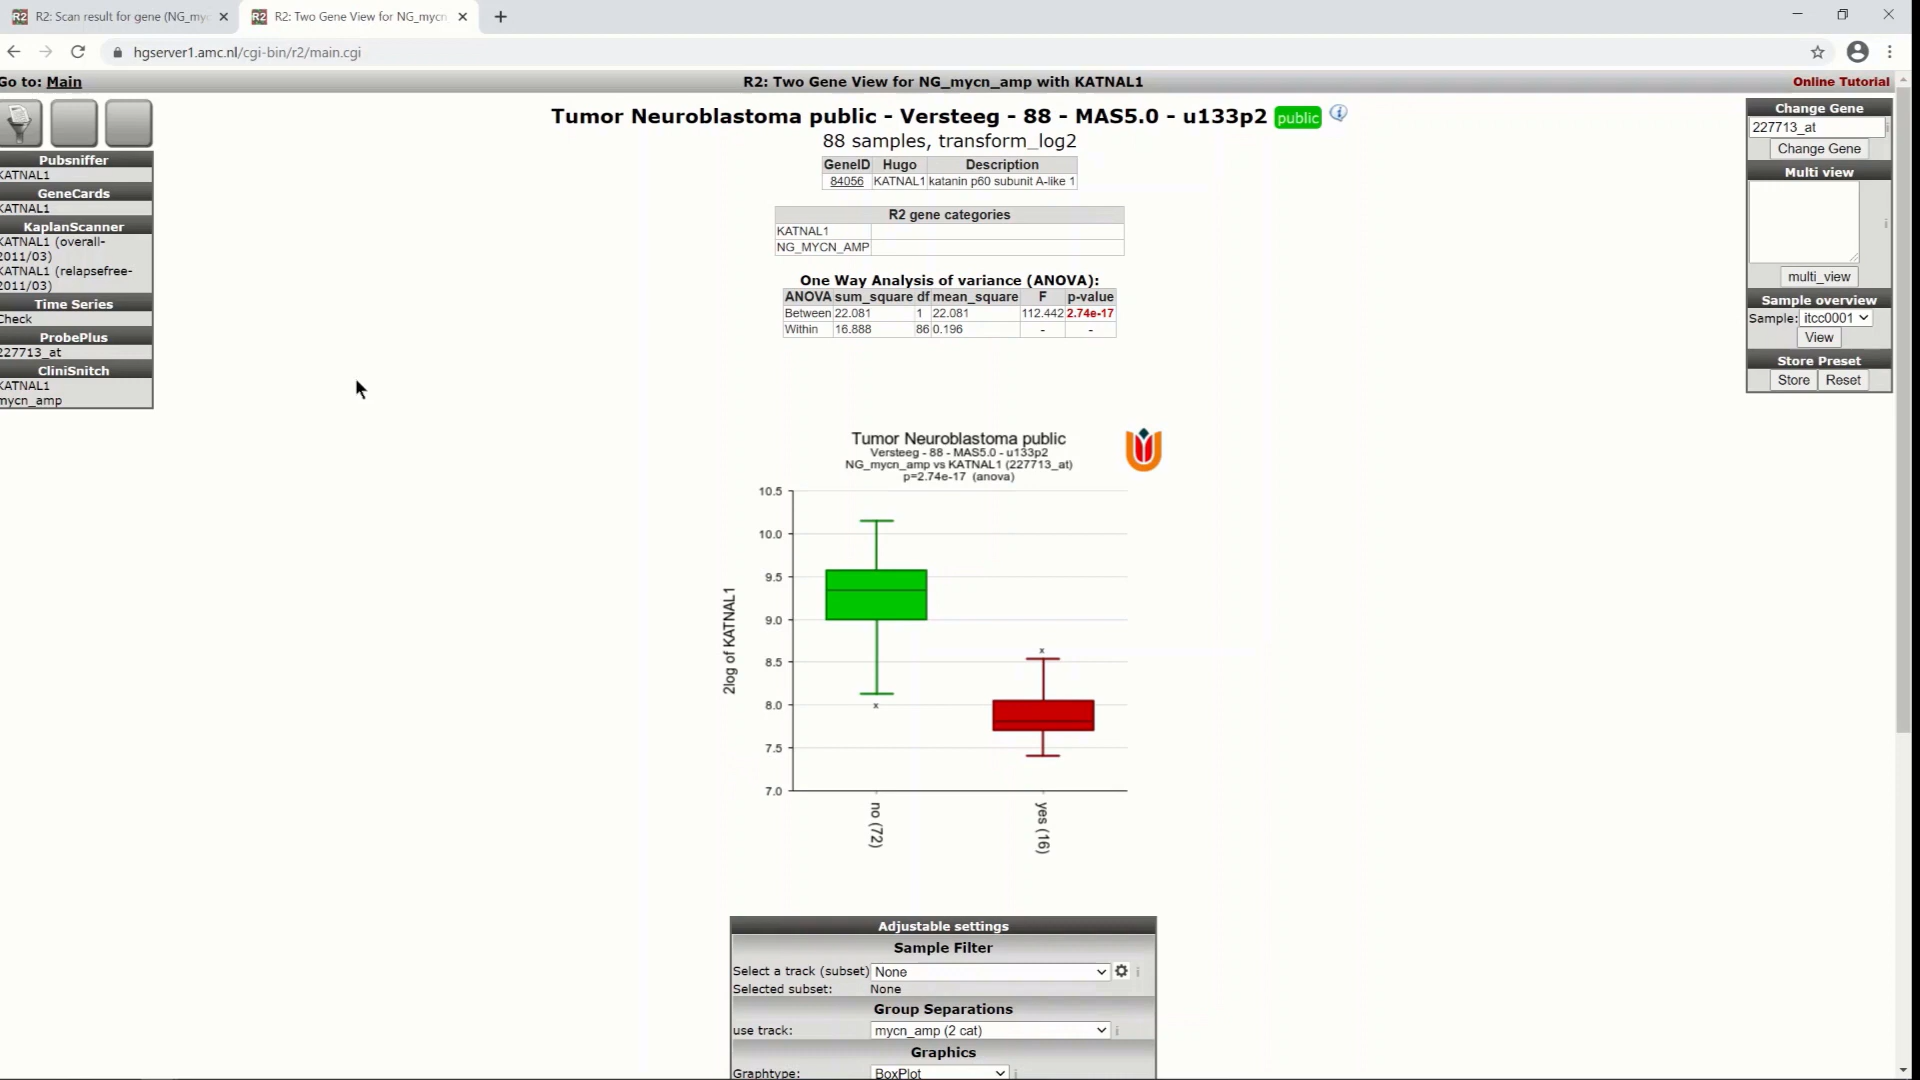 R2: Scan result for gene (NG_my
R2: Two Gene View for NG_mycn
hgserver1.amc.nl/cgi-bin/r2/main.cgi
Go to: Main
R2: Two Gene View for NG_mycn_amp with KATNAL1
Online Tutorial
Tumor Neuroblastoma public - Versteeg - 88 - MAS5.0 - u133p2 public
88 samples, transform_log2
GeneID Hugo Description
84056 KATNAL1 katanin p60 subunit A-like 1
R2 gene categories
KATNAL1
NG_MYCN_AMP
One Way Analysis of variance (ANOVA):
ANOVA sum_square df mean_square F p-value
Between 22.081 1 22.081 112.442 2.74e-17
Within 16.888 86 0.196 - -
Pubsniffer
KATNAL1
GeneCards
KATNAL1
KaplanScanner
KATNAL1 (overall-
2011/03)
KATNAL1 (relapsefree-
2011/03)
Time Series
Check
ProbePlus
227713_at
CliniSnitch
KATNAL1
mycn_amp
Change Gene
227713_at
Change Gene
Multi view
multi_view
Sample overview
Sample: itcc0001
View
Store Preset
Store Reset
Tumor Neuroblastoma public
Versteeg - 88 - MAS5.0 - u133p2
NG_mycn_amp vs KATNAL1 (227713_at)
p=2.74e-17 (anova)
10.5
10.0
9.5
9.0
8.5
8.0
7.5
7.0
2log of KATNAL1
no (72)
yes (16)
Adjustable settings
Sample Filter
Select a track (subset) None
Selected subset: None
Group Separations
use track: mycn_amp (2 cat)
Graphics
Graphtype: BoxPlot